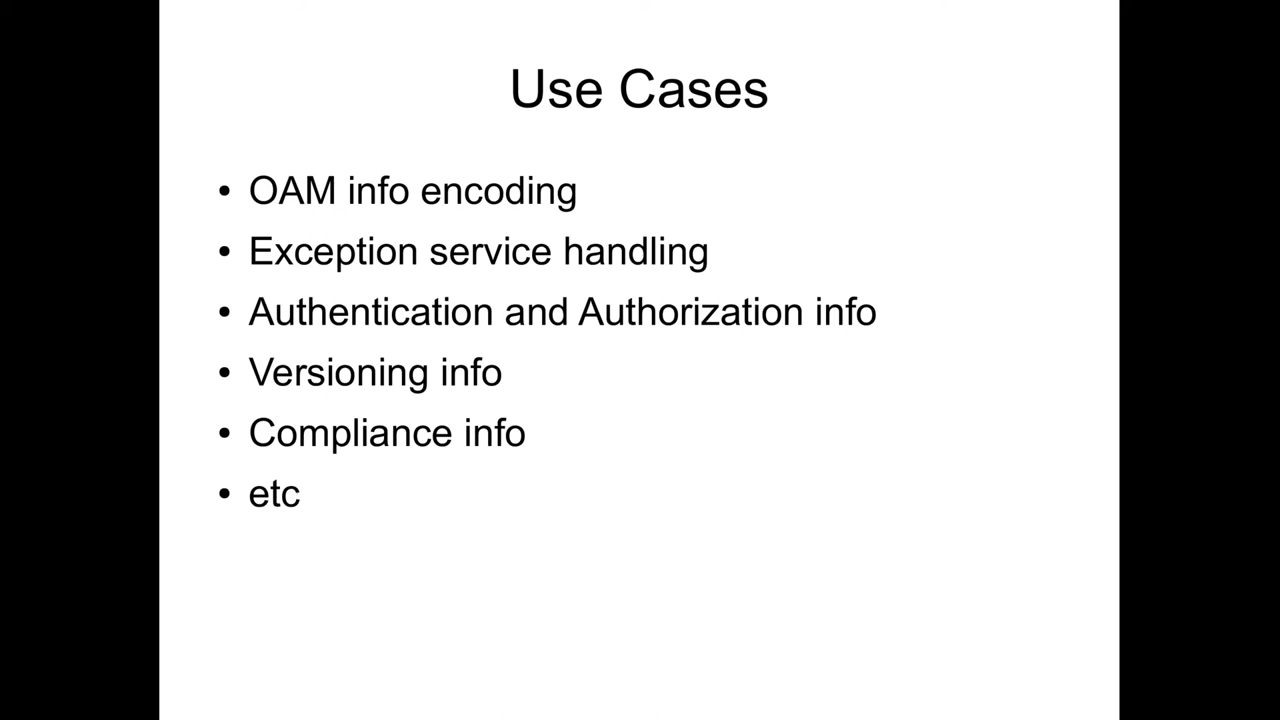 Use Cases
• OAM info encoding
• Exception service handling
• Authentication and Authorization info
• Versioning info
• Compliance info
• etc